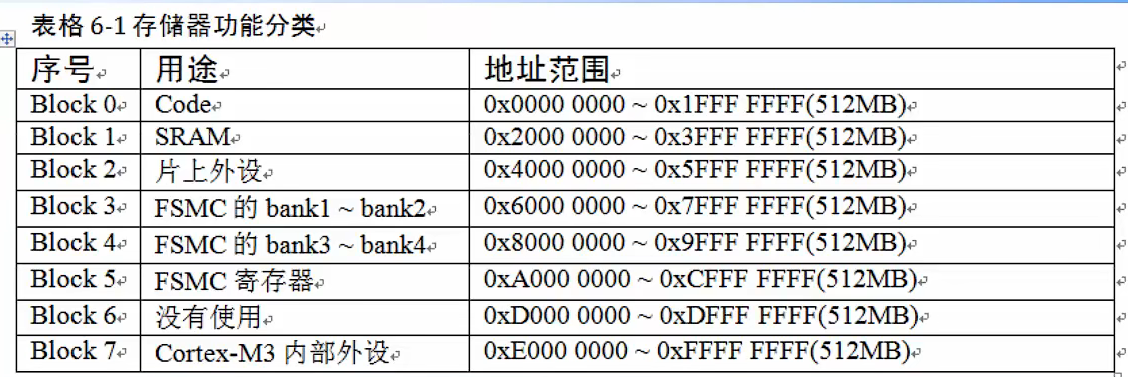 表格 6-1 存储器功能分类
序号 用途 地址范围
Block 0 Code 0x0000 0000 ~ 0x1FFF FFFF(512MB)
Block 1 SRAM 0x2000 0000 ~ 0x3FFF FFFF(512MB)
Block 2 片上外设 0x4000 0000 ~ 0x5FFF FFFF(512MB)
Block 3 FSMC 的 bank1 ~ bank2 0x6000 0000 ~ 0x7FFF FFFF(512MB)
Block 4 FSMC 的 bank3 ~ bank4 0x8000 0000 ~ 0x9FFF FFFF(512MB)
Block 5 FSMC 寄存器 0xA000 0000 ~ 0xCFFF FFFF(512MB)
Block 6 没有使用 0xD000 0000 ~ 0xDFFF FFFF(512MB)
Block 7 Cortex-M3 内部外设 0xE000 0000 ~ 0xFFFF FFFF(512MB)